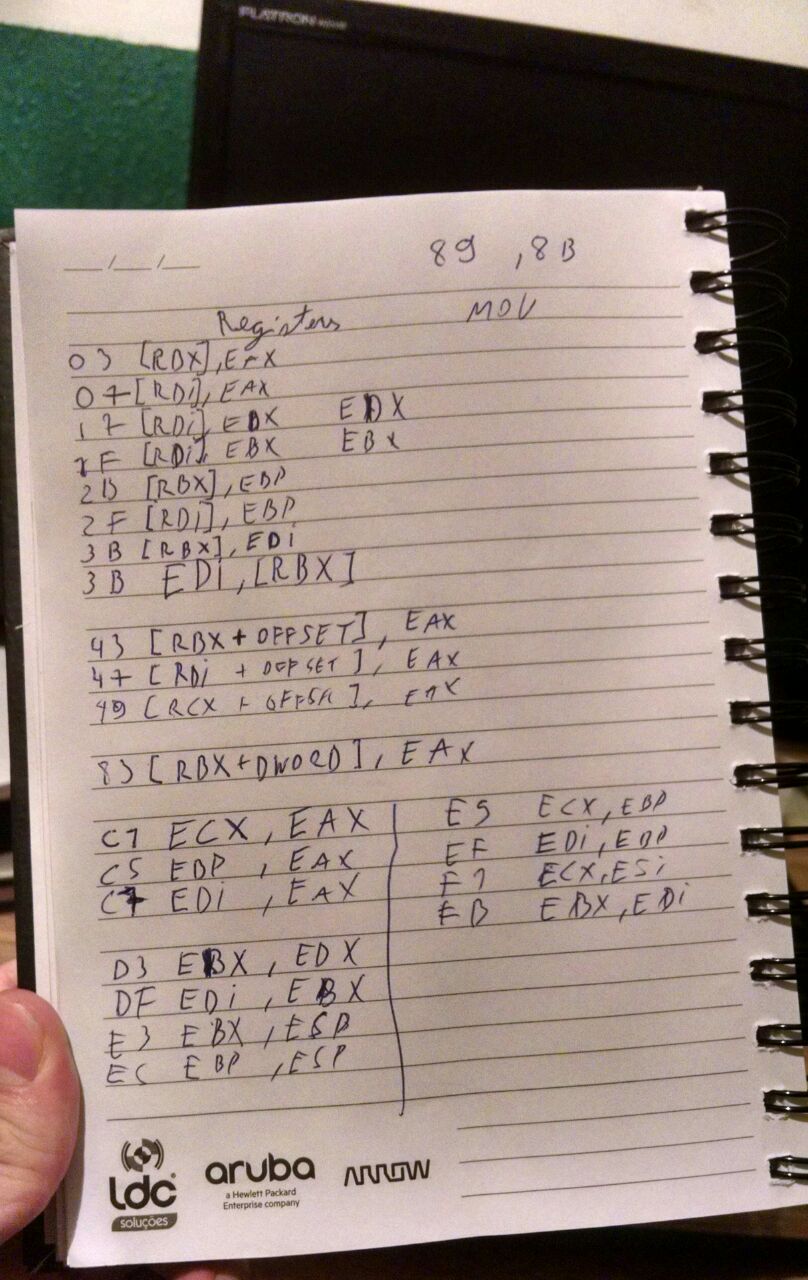 FLATRON
__/__/__
89 , 8B
Registers MOV
03 [RBX], EAX
07 [RDi], EAX
17 [RDi], EDX EDX
1F [RDi], EBX EBX
2B [RBX], EBP
2F [RDi], EBP
3B [RBX], EDi
3B EDi, [RBX]
43 [RBX + OFFSET], EAX
47 [RDi + OFFSET], EAX
49 [RCX + OFFSET], EAX
83 [RBX+DWORD], EAX
C1 ECX, EAX
C5 EBP, EAX
C7 EDi, EAX
D3 EBX, EDX
DF EDi, EBX
E3 EBX, ESP
EC EBP, ESP
E9 ECX, EBP
EF EDi, EBP
F1 ECX, ESi
FB EBX, EDi
ldc
soluções
aruba
a Hewlett Packard
Enterprise company
ARROW